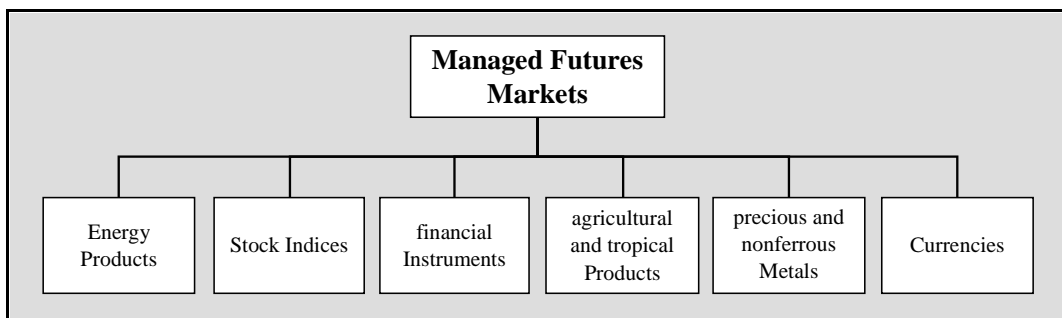 Managed Futures
Markets
Energy
Products
Stock Indices
financial
Instruments
agricultural
and tropical
Products
precious and
nonferrous
Metals
Currencies